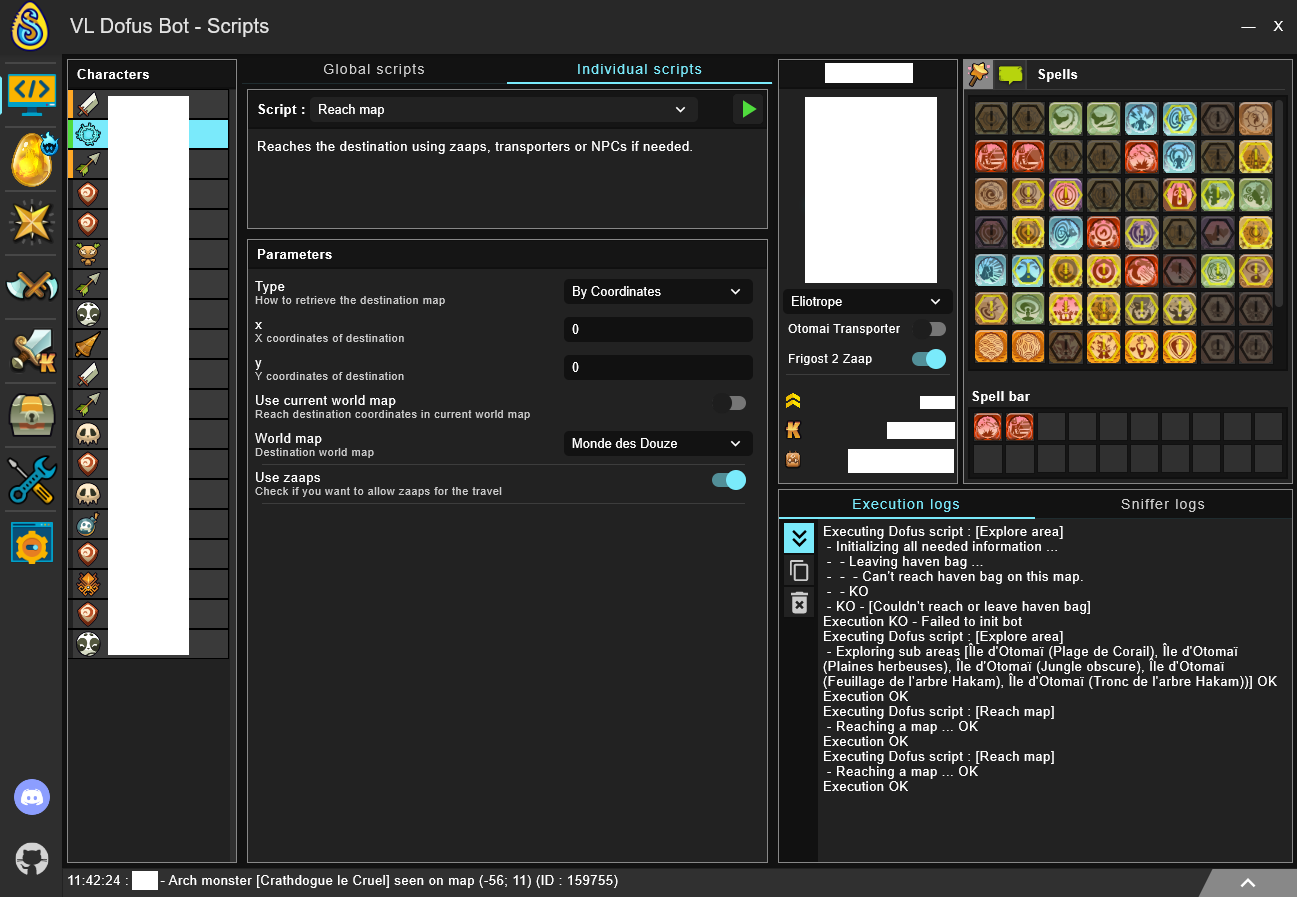 VL Dofus Bot - Scripts
X
Characters
Global scripts
Individual scripts
Script :
Reach map
Reaches the destination using zaaps, transporters or NPCs if needed.
Parameters
Type
How to retrieve the destination map
By Coordinates
x
X coordinates of destination
0
y
Y coordinates of destination
0
Use current world map
Reach destination coordinates in current world map
World map
Destination world map
Monde des Douze
Use zaaps
Check if you want to allow zaaps for the travel
Eliotrope
Otomai Transporter
Frigost 2 Zaap
Spells
Spell bar
Execution logs
Sniffer logs
Executing Dofus script : [Explore area]
- Initializing all needed information ...
- - Leaving haven bag ...
- - - Can't reach haven bag on this map.
- - KO
- KO - [Couldn't reach or leave haven bag]
Execution KO - Failed to init bot
Executing Dofus script : [Explore area]
- Exploring sub areas [Île d'Otomaï (Plage de Corail), Île d'Otomaï
(Plaines herbeuses), Île d'Otomaï (Jungle obscure), Île d'Otomaï
(Feuillage de l'arbre Hakam), Île d'Otomaï (Tronc de l'arbre Hakam))] OK
Execution OK
Executing Dofus script : [Reach map]
- Reaching a map ... OK
Execution OK
Executing Dofus script : [Reach map]
- Reaching a map ... OK
Execution OK
11:42:24 : - Arch monster [Crathdogue le Cruel] seen on map (-56; 11) (ID : 159755)